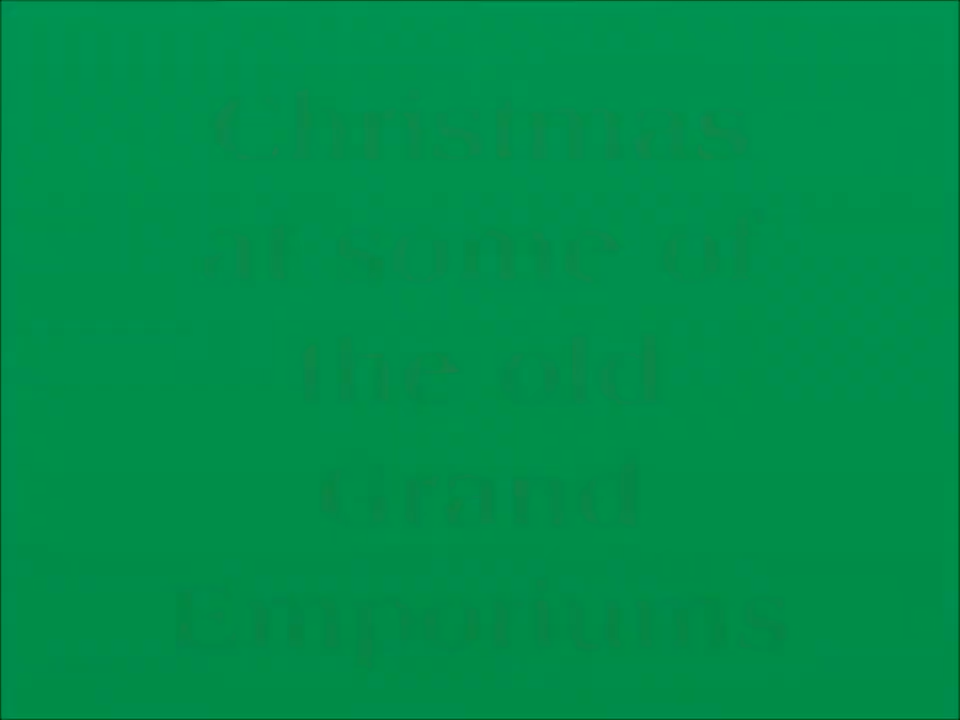 Christmas
at some of
the old
Grand
Emporiums